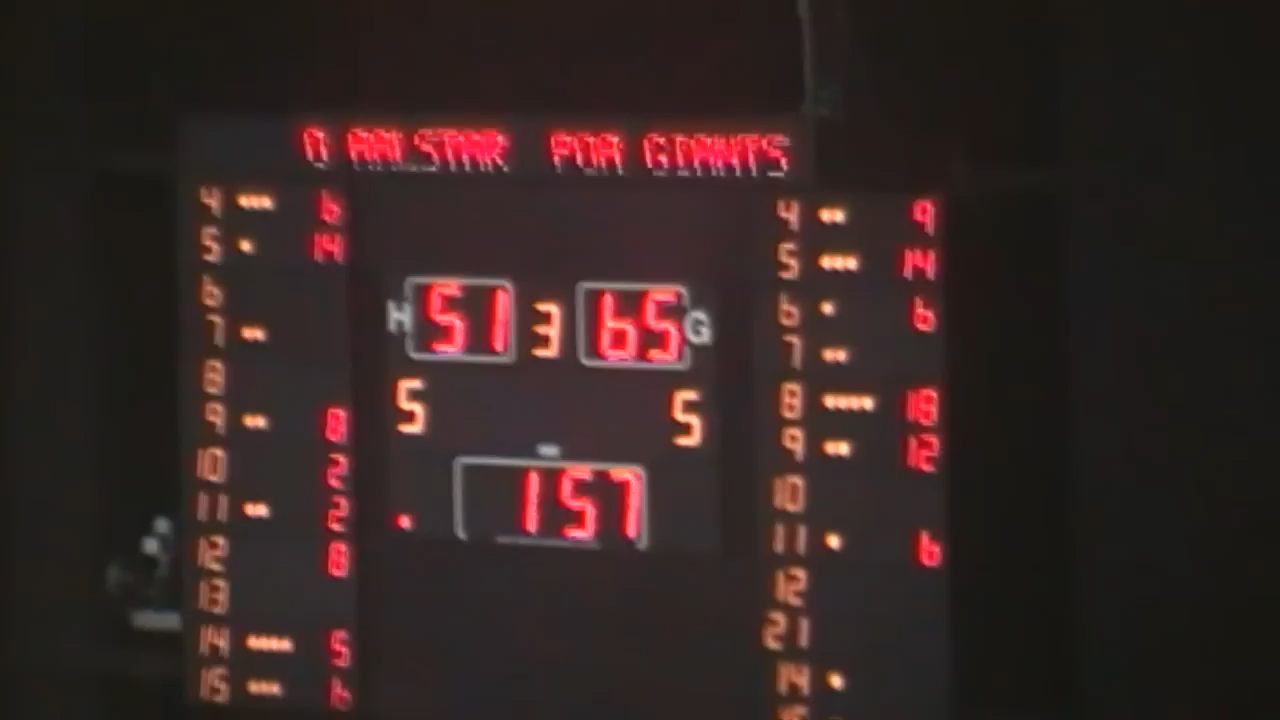 0 AALSTAR POA GIANTS
4 6 4 9
5 14 5 14
6 6 6
7 7
8 8 18
9 8 9 12
10 2 10
11 2 11 6
12 8 12
13 21
14 5 14
15 6
H 51 3 65 G
5 5
157